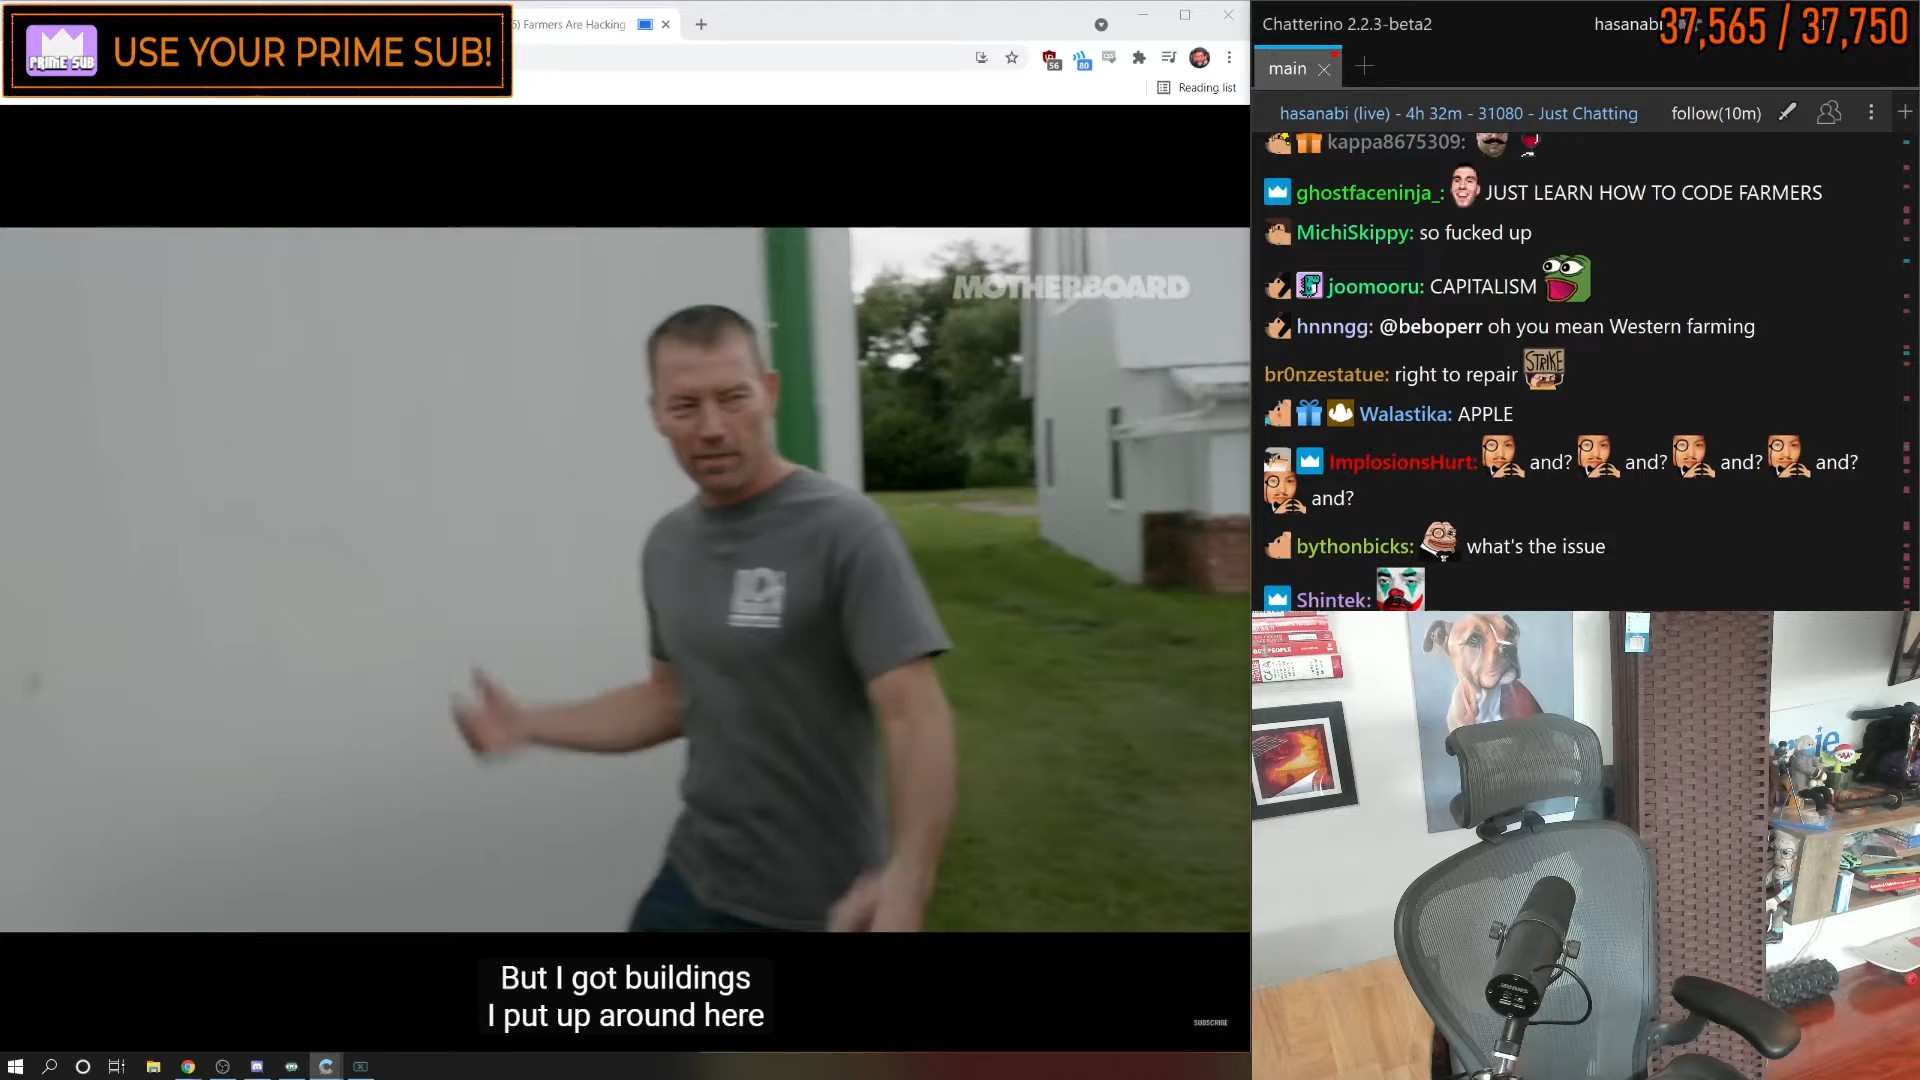 PRiME SUB
USE YOUR PRIME SUB!
Farmers Are Hacking
56
80
Reading list
MOTHERBOARD
But I got buildings
I put up around here
SUBSCRIBE
Chatterino 2.2.3-beta2
hasanabi
37,565 / 37,750
main
hasanabi (live) - 4h 32m - 31080 - Just Chatting
follow(10m)
kappa8675309:
ghostfaceninja_: JUST LEARN HOW TO CODE FARMERS
MichiSkippy: so fucked up
joomooru: CAPITALISM
hnnngg: @beboperr oh you mean Western farming
br0nzestatue: right to repair STRIKE
Walastika: APPLE
ImplosionsHurt: and? and? and? and?
and?
bythonbicks: what's the issue
Shintek:
SHURE